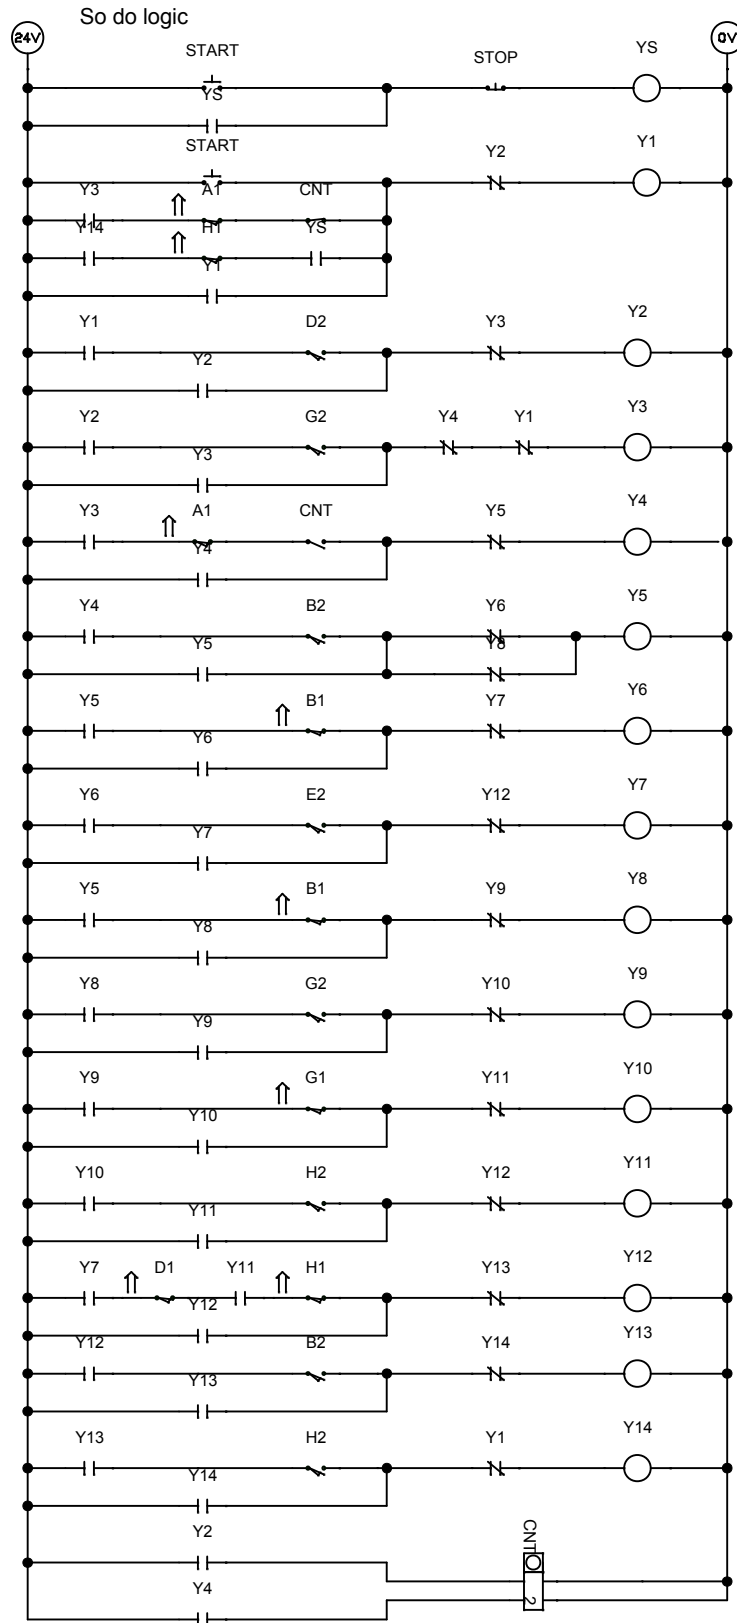 So do logic
24V 0V
START STOP YS
YS
START Y2 Y1
Y3 A1 CNT
Y14 H1 YS
Y1
Y1 D2 Y3 Y2
Y2
Y2 G2 Y4 Y1 Y3
Y3
Y3 A1 CNT Y5 Y4
Y4
Y4 B2 Y6 Y5
Y5 Y8
Y5 B1 Y7 Y6
Y6
Y6 E2 Y12 Y7
Y7
Y5 B1 Y9 Y8
Y8
Y8 G2 Y10 Y9
Y9
Y9 G1 Y11 Y10
Y10
Y10 H2 Y12 Y11
Y11
Y7 D1 Y11 H1 Y13 Y12
Y12
Y12 B2 Y14 Y13
Y13
Y13 H2 Y1 Y14
Y14
Y2 CNT
Y4 2